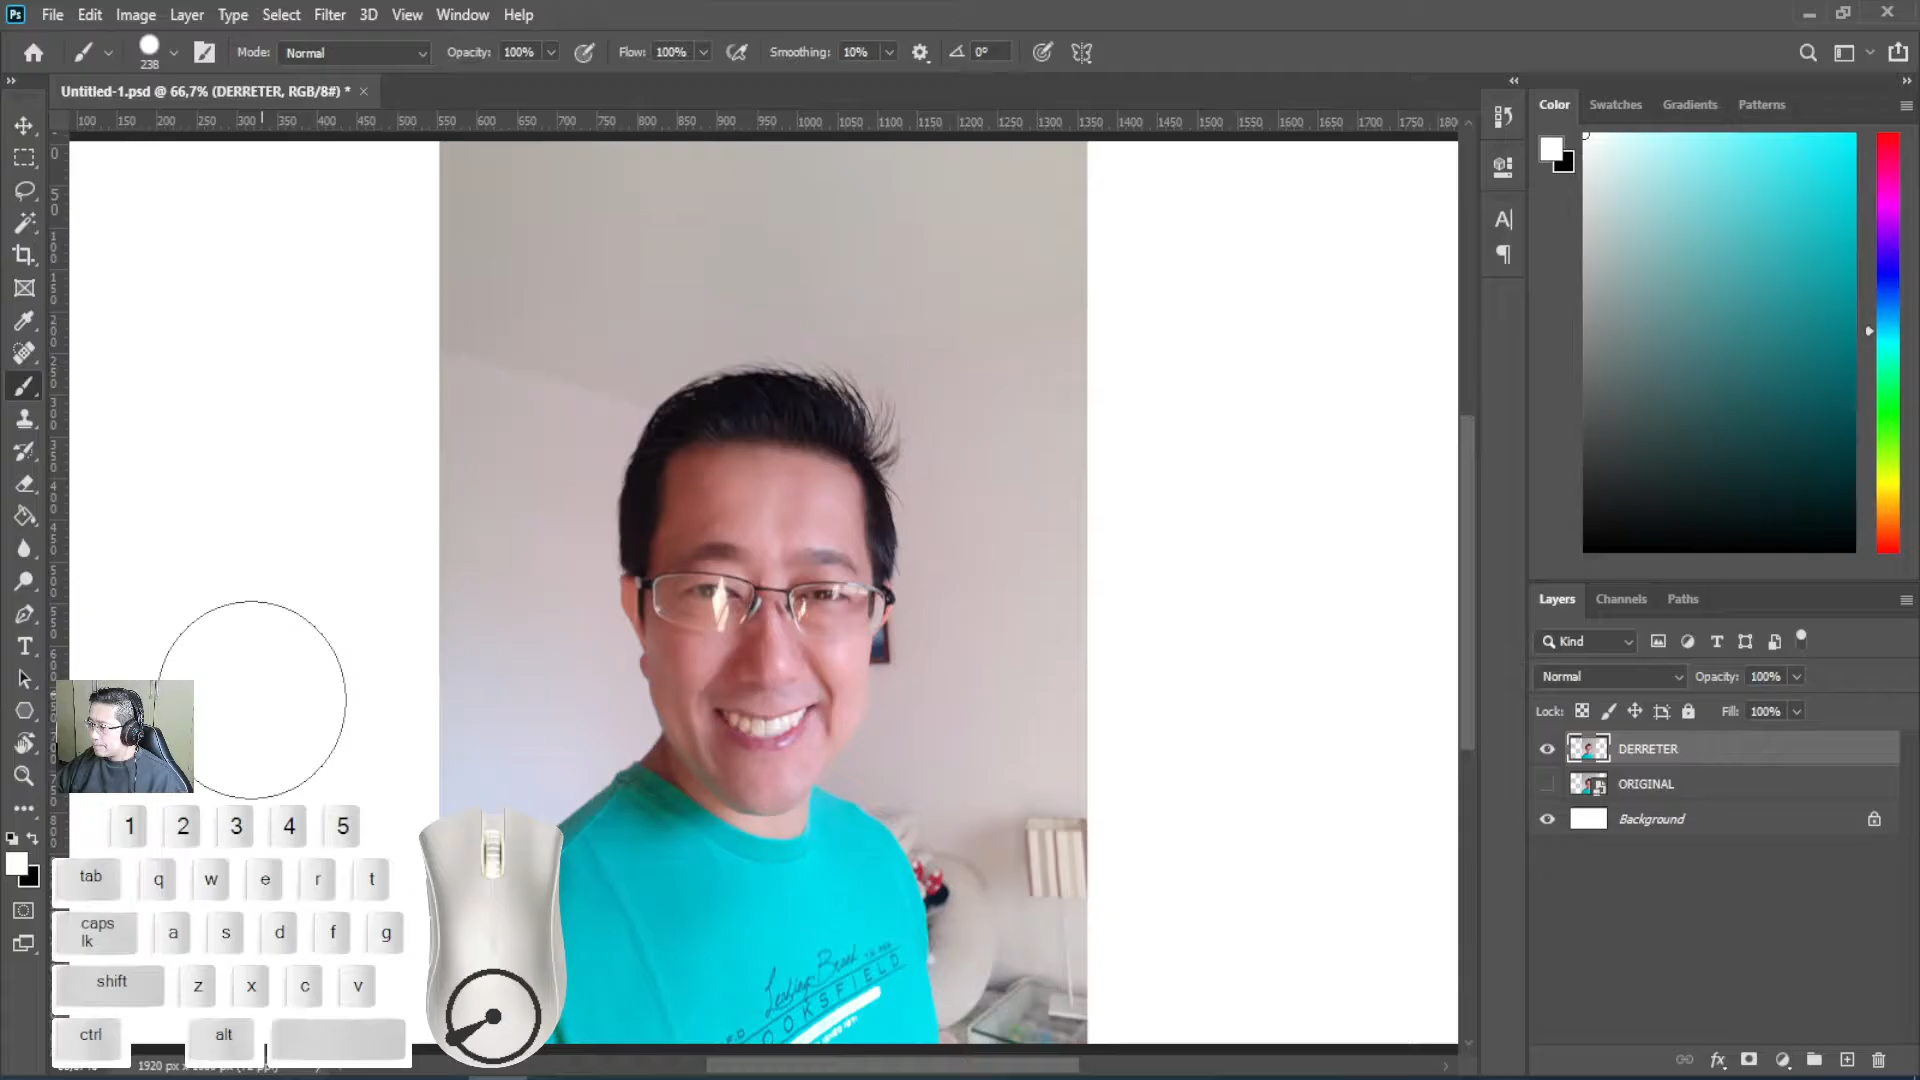 Ps File Edit Image Layer Type Select Filter 3D View Window Help
238 Mode: Normal Opacity: 100% Flow: 100% Smoothing: 10% 0°
Untitled-1.psd @ 66,7% (DERRETER, RGB/8#) *
100 150 200 250 300 350 400 450 500 550 600 650 700 750 800 850 900 950 1000 1050 1100 1150 1200 1250 1300 1350 1400 1450 1500 1550 1600 1650 1700 1750 180
Color Swatches Gradients Patterns
Layers Channels Paths
Kind
Normal Opacity: 100%
Lock: Fill: 100%
DERRETER
ORIGINAL
Background
1 2 3 4 5
tab q w e r t
caps lk a s d f g
shift z x c v
ctrl alt
1920 px